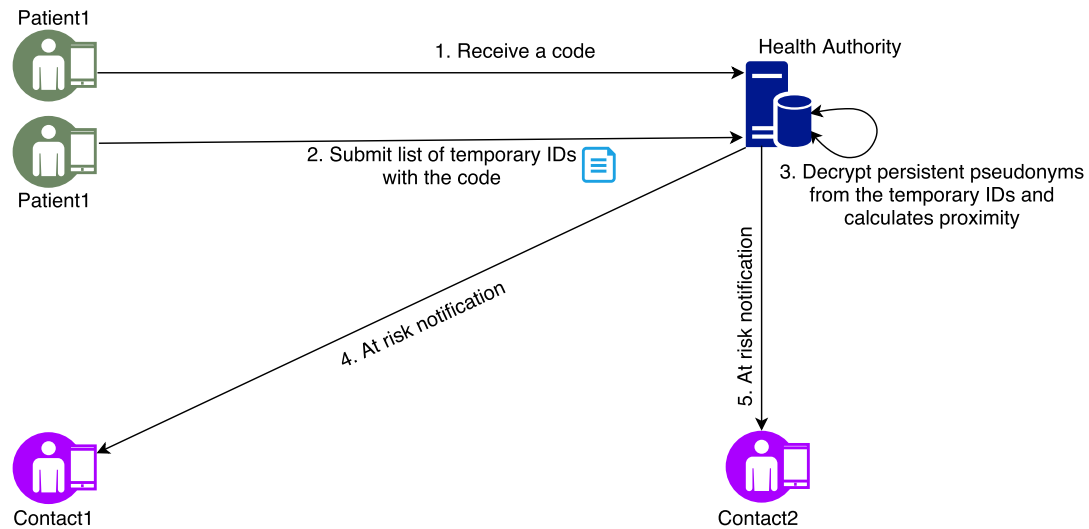 Patient1
1. Receive a code
Health Authority
2. Submit list of temporary IDs
with the code
Patient1
3. Decrypt persistent pseudonyms
from the temporary IDs and
calculates proximity
4. At risk notification
5. At risk notification
Contact1
Contact2